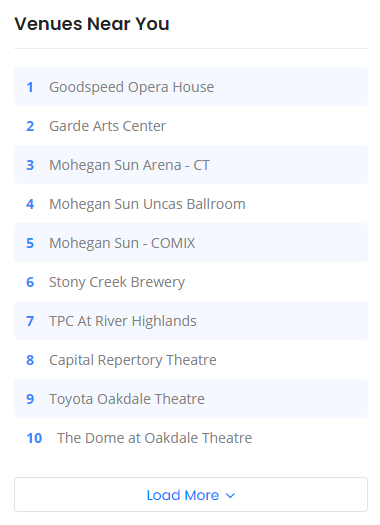 Venues Near You
1 Goodspeed Opera House
2 Garde Arts Center
3 Mohegan Sun Arena - CT
4 Mohegan Sun Uncas Ballroom
5 Mohegan Sun - COMIX
6 Stony Creek Brewery
7 TPC At River Highlands
8 Capital Repertory Theatre
9 Toyota Oakdale Theatre
10 The Dome at Oakdale Theatre
Load More